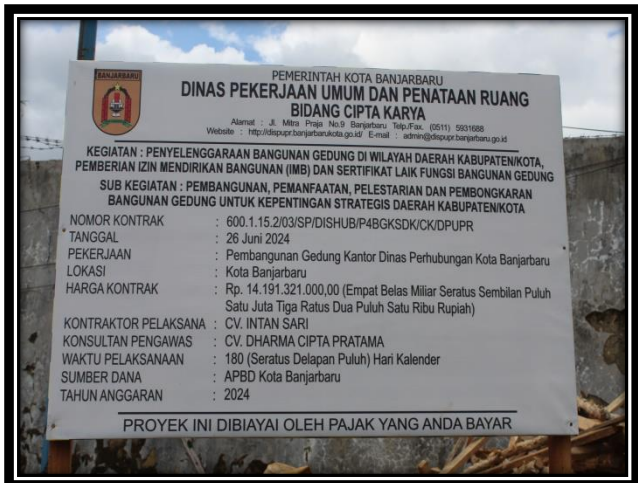 BANJARBARU
PEMERINTAH KOTA BANJARBARU
DINAS PEKERJAAN UMUM DAN PENATAAN RUANG
BIDANG CIPTA KARYA
Alamat : Jl. Mitra Praja No.9 Banjarbaru Telp./Fax. (0511) 5931688
Website : http://dispupr.banjarbarukota.go.id/ E-mail : admin@dispupr.banjarbaru.go.id
KEGIATAN : PENYELENGGARAAN BANGUNAN GEDUNG DI WILAYAH DAERAH KABUPATEN/KOTA,
PEMBERIAN IZIN MENDIRIKAN BANGUNAN (IMB) DAN SERTIFIKAT LAIK FUNGSI BANGUNAN GEDUNG
SUB KEGIATAN : PEMBANGUNAN, PEMANFAATAN, PELESTARIAN DAN PEMBONGKARAN
BANGUNAN GEDUNG UNTUK KEPENTINGAN STRATEGIS DAERAH KABUPATEN/KOTA
NOMOR KONTRAK : 600.1.15.2/03/SP/DISHUB/P4BGKSDK/CK/DPUPR
TANGGAL : 26 Juni 2024
PEKERJAAN : Pembangunan Gedung Kantor Dinas Perhubungan Kota Banjarbaru
LOKASI : Kota Banjarbaru
HARGA KONTRAK : Rp. 14.191.321.000,00 (Empat Belas Miliar Seratus Sembilan Puluh
Satu Juta Tiga Ratus Dua Puluh Satu Ribu Rupiah)
KONTRAKTOR PELAKSANA : CV. INTAN SARI
KONSULTAN PENGAWAS : CV. DHARMA CIPTA PRATAMA
WAKTU PELAKSANAAN : 180 (Seratus Delapan Puluh) Hari Kalender
SUMBER DANA : APBD Kota Banjarbaru
TAHUN ANGGARAN : 2024
PROYEK INI DIBIAYAI OLEH PAJAK YANG ANDA BAYAR